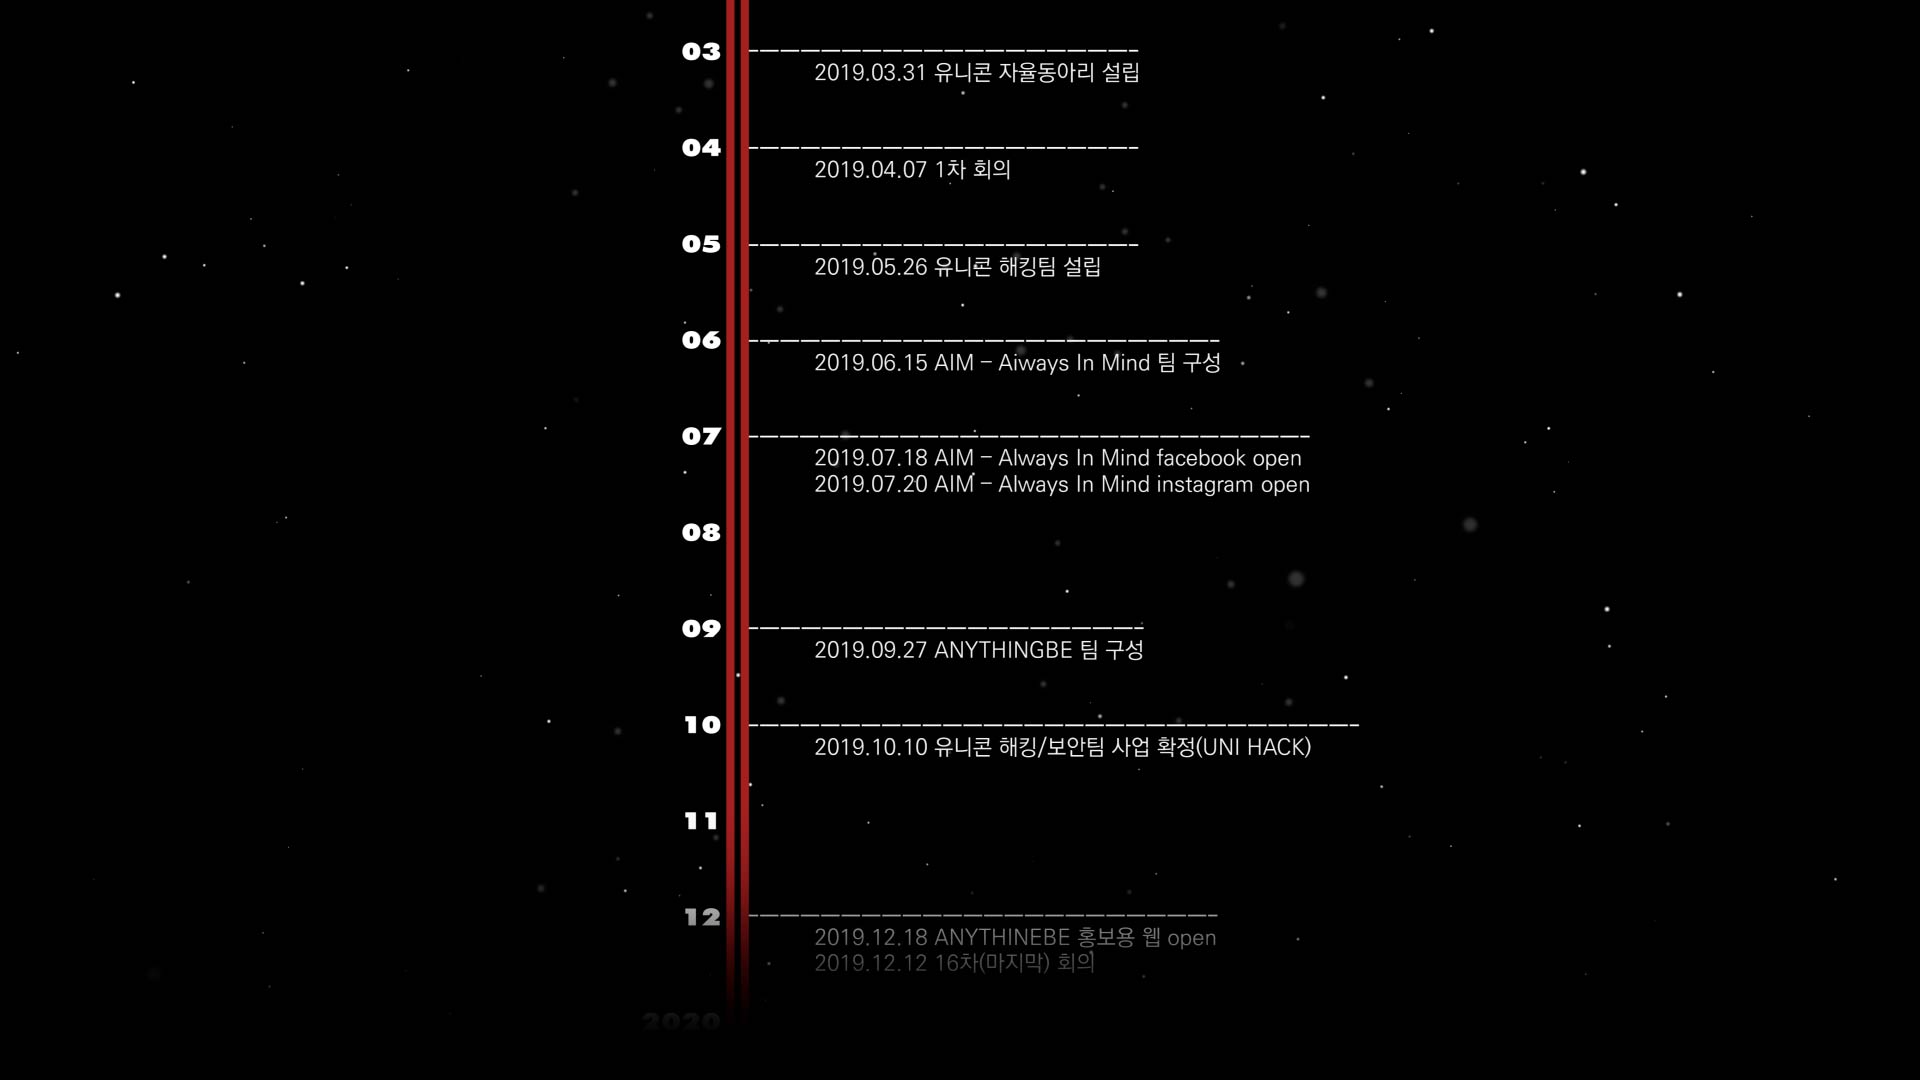 03
2019.03.31 유니콘 자율동아리 설립
04
2019.04.07 1차 회의
05
2019.05.26 유니콘 해킹팀 설립
06
2019.06.15 AIM – Aiways In Mind 팀 구성
07
2019.07.18 AIM – Always In Mind facebook open
2019.07.20 AIM – Always In Mind instagram open
08
09
2019.09.27 ANYTHINGBE 팀 구성
10
2019.10.10 유니콘 해킹/보안팀 사업 확정(UNI HACK)
11
12
2019.12.18 ANYTHINEBE 홍보용 웹 open
2019.12.12 16차(마지막) 회의
2020